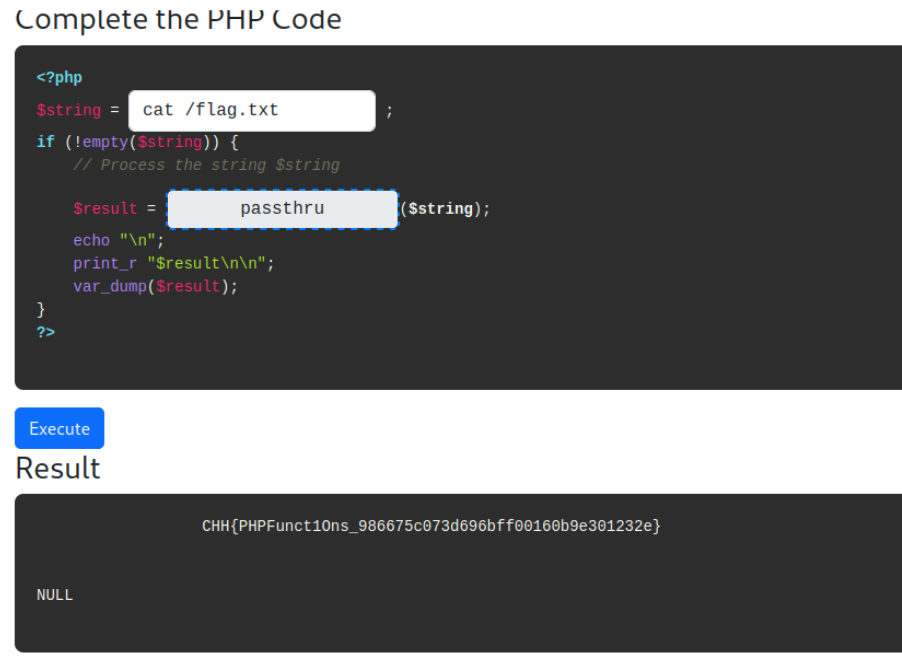 Complete the PHP Code
<?php
$string = cat /flag.txt ;
if (!empty($string)) {
// Process the string $string
$result = passthru ($string);
echo "\n";
print_r "$result\n\n";
var_dump($result);
}
?>
Execute
Result
CHH{PHPFunct1Ons_986675c073d696bff00160b9e301232e}
NULL